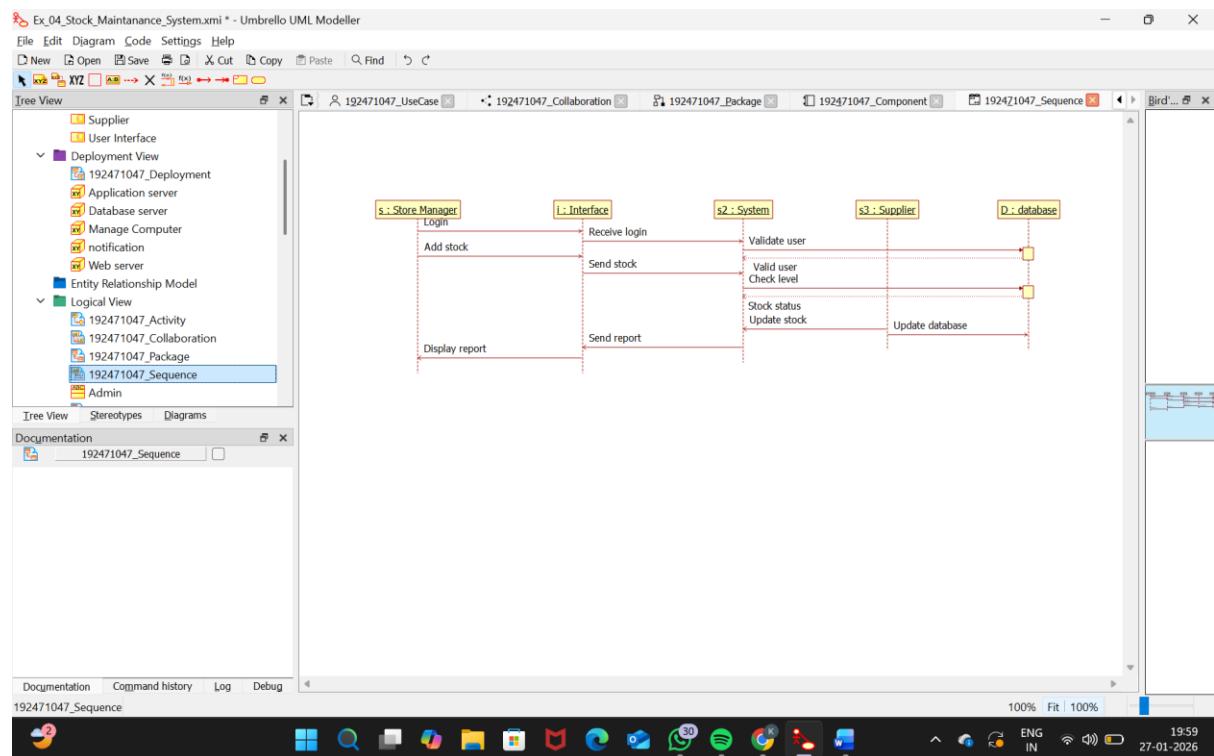 Ex_04_Stock_Maintanance_System.xmi * - Umbrello UML Modeller
File Edit Diagram Code Settings Help
New Open Save Cut Copy Paste Find
XYZ
Tree View
192471047_UseCase 192471047_Collaboration 192471047_Package 192471047_Component 192471047_Sequence
Bird'...
Supplier
User Interface
Deployment View
192471047_Deployment
Application server
Database server
Manage Computer
notification
Web server
Entity Relationship Model
Logical View
192471047_Activity
192471047_Collaboration
192471047_Package
192471047_Sequence
Admin
Tree View Stereotypes Diagrams
Documentation
192471047_Sequence
s : Store Manager i : Interface s2 : System s3 : Supplier D : database
Login
Receive login
Validate user
Add stock
Send stock
Valid user
Check level
Stock status
Update stock
Update database
Send report
Display report
Documentation Command history Log Debug
192471047_Sequence
100% Fit 100%
2
30
ENG
IN
19:59
27-01-2026